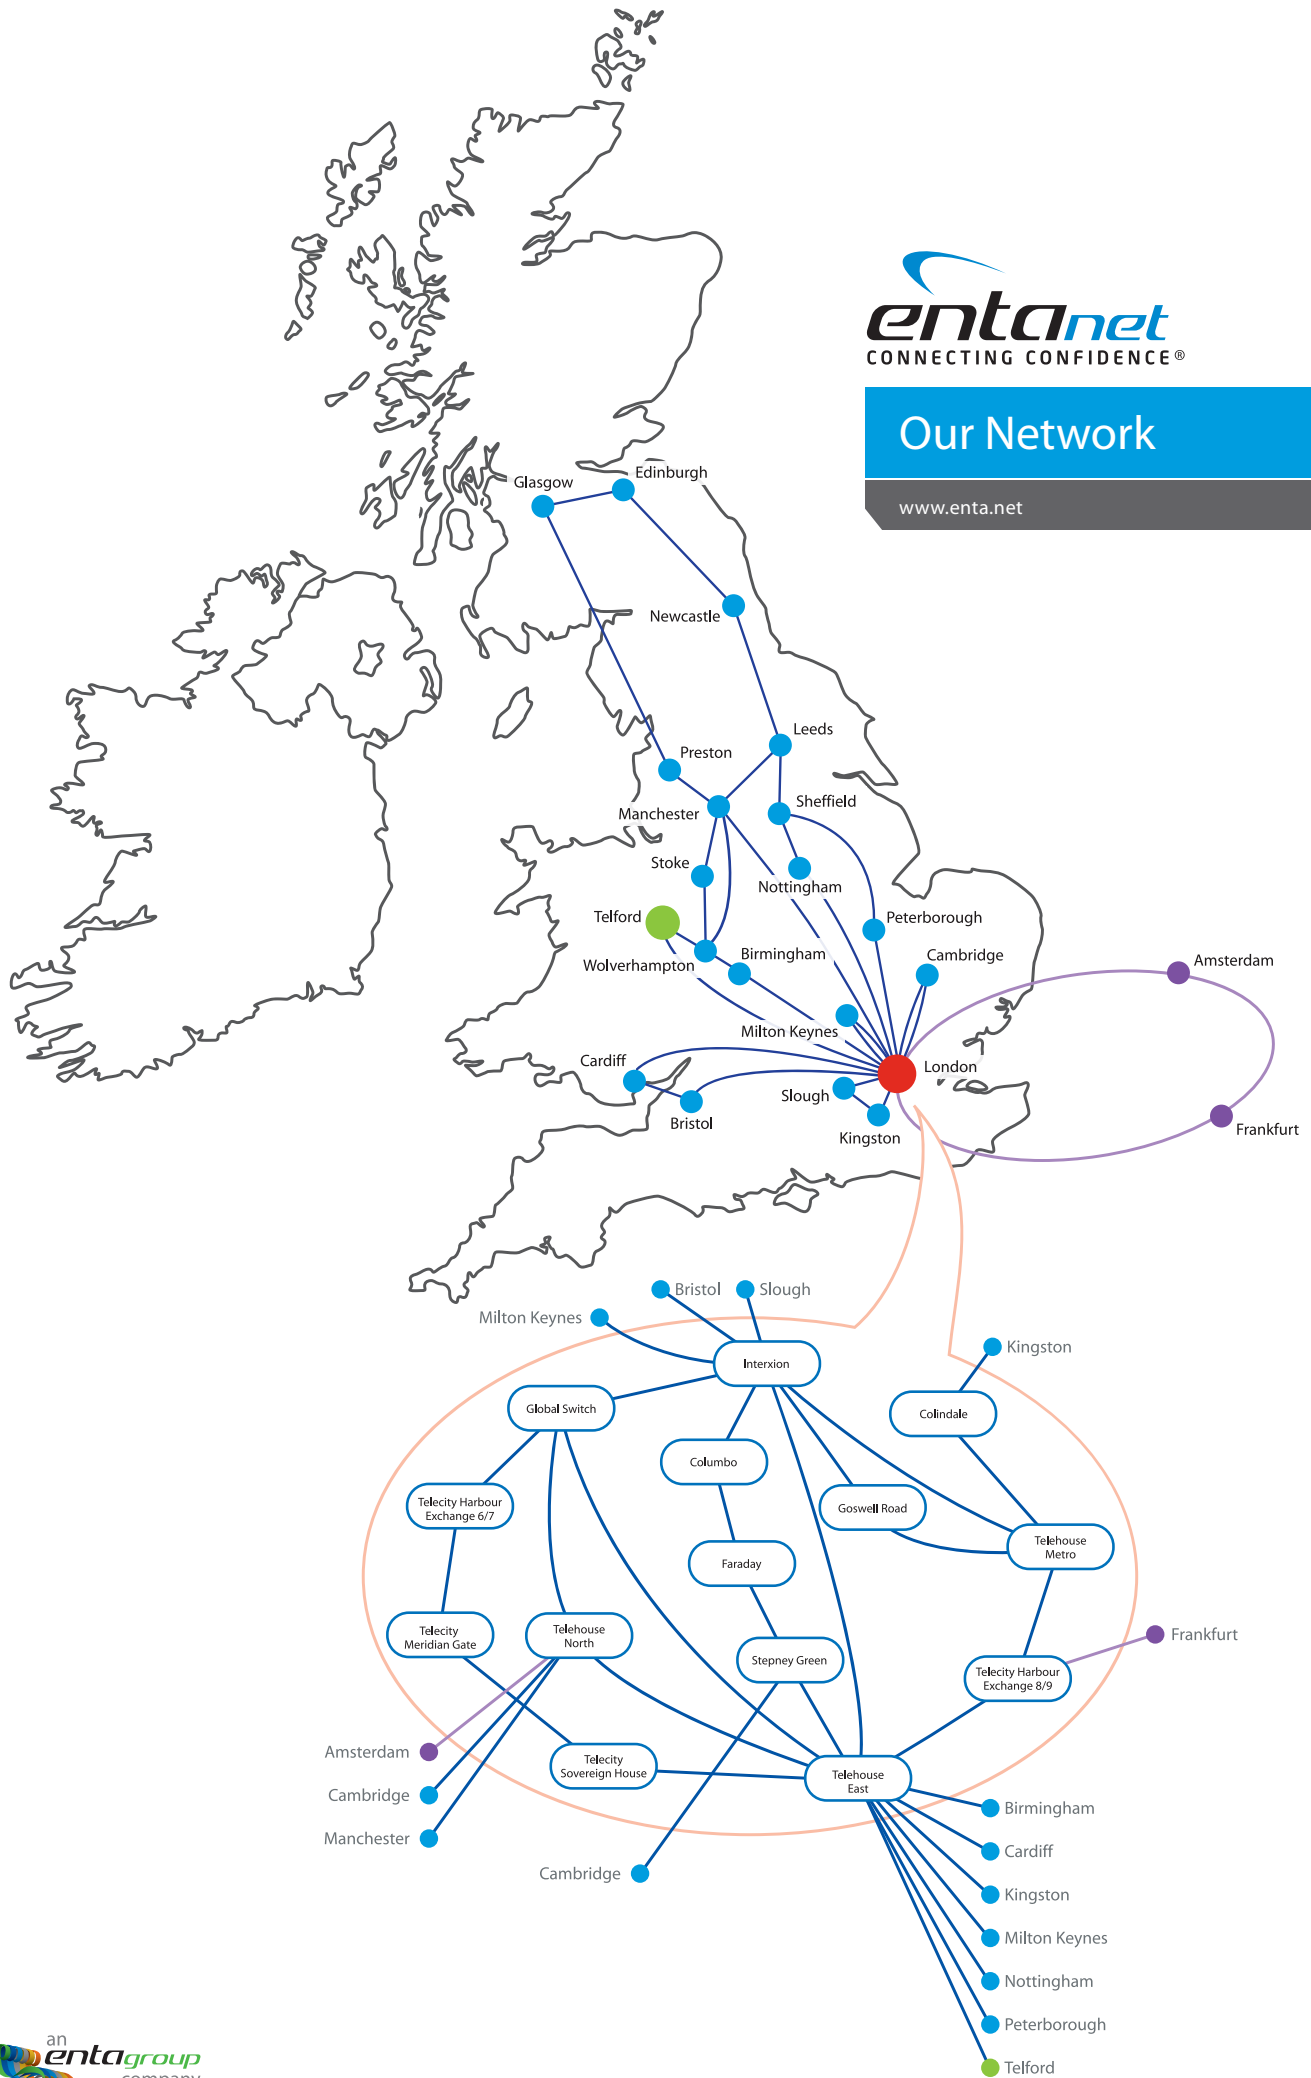 entanet
CONNECTING CONFIDENCE®
Our Network
www.enta.net
Glasgow
Edinburgh
Newcastle
Leeds
Preston
Sheffield
Manchester
Stoke
Nottingham
Telford
Peterborough
Wolverhampton
Birmingham
Cambridge
Amsterdam
Milton Keynes
Cardiff
London
Slough
Bristol
Kingston
Frankfurt
Bristol
Slough
Milton Keynes
Kingston
Interxion
Global Switch
Colindale
Columbo
Telecity Harbour
Exchange 6/7
Goswell Road
Telehouse
Metro
Faraday
Telecity
Meridian Gate
Telehouse
North
Frankfurt
Stepney Green
Telecity Harbour
Exchange 8/9
Amsterdam
Telecity
Sovereign House
Telehouse
East
Cambridge
Birmingham
Manchester
Cardiff
Cambridge
Kingston
Milton Keynes
Nottingham
Peterborough
an
entagroup
company
Telford